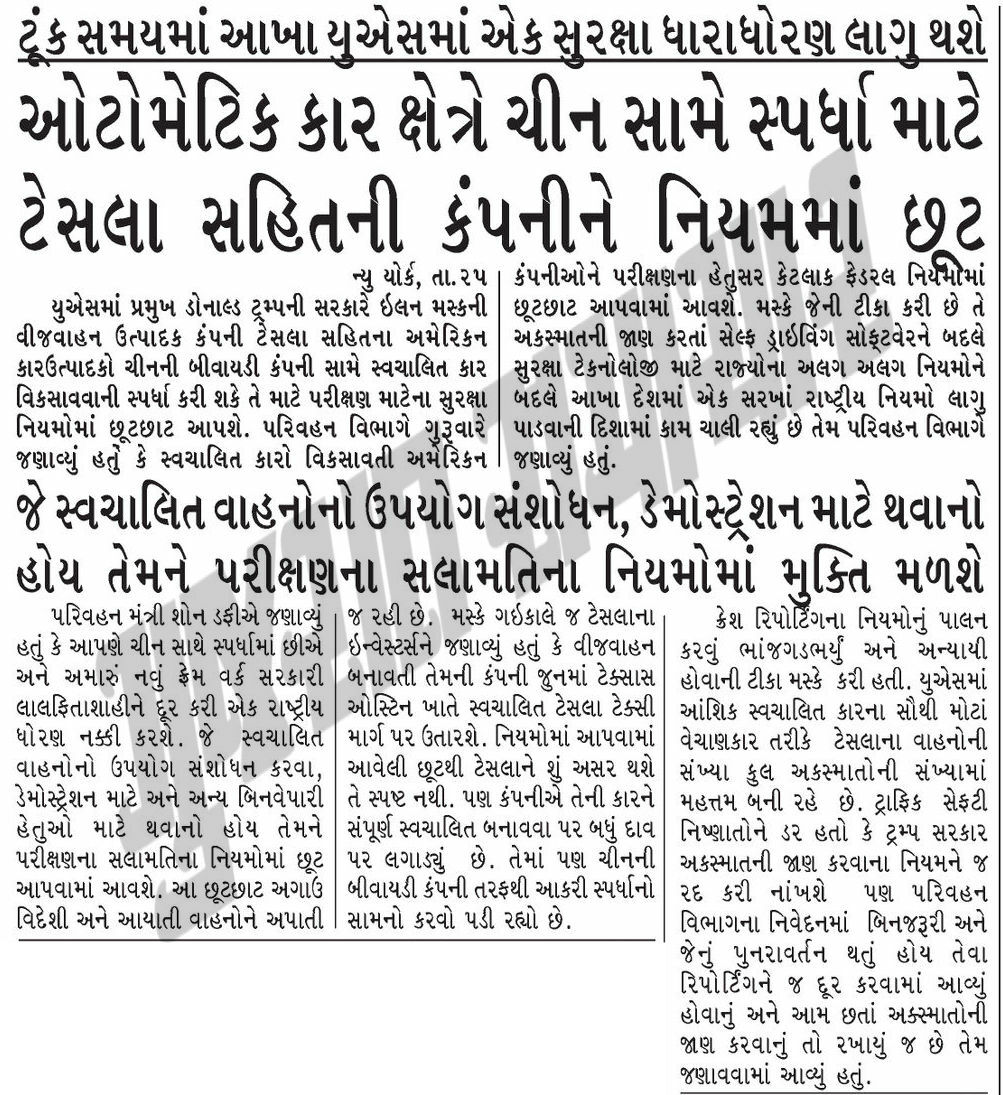 ટૂંક સમયમાં આખા યુએસમાં એક સુરક્ષા ધારાધોરણ લાગુ થશે
ઓટોમેટિક કાર ક્ષેત્રે ચીન સામે સ્પર્ધા માટે
ટેસલા સહિતની કંપનીને નિયમમાં છૂટ
ન્યુ યોર્ક, તા.૨૫
યુએસમાં પ્રમુખ ડોનાલ્ડ ટ્રમ્પની સરકારે ઇલન મસ્કની
વીજવાહન ઉત્પાદક કંપની ટેસલા સહિતના અમેરિકન
કારઉત્પાદકો ચીનની બીવાયડી કંપની સામે સ્વચાલિત કાર
વિકસાવવાની સ્પર્ધા કરી શકે તે માટે પરીક્ષણ માટેના સુરક્ષા
નિયમોમાં છૂટછાટ આપશે. પરિવહન વિભાગે ગુરૂવારે
જણાવ્યું હતું કે સ્વચાલિત કારો વિકસાવતી અમેરિકન
કંપનીઓને પરીક્ષણના હેતુસર કેટલાક ફેડરલ નિયમોમાં
છૂટછાટ આપવામાં આવશે. મસ્કે જેની ટીકા કરી છે તે
અકસ્માતની જાણ કરતાં સેલ્ફ ડ્રાઇવિંગ સોફ્ટવેરને બદલે
સુરક્ષા ટેકનોલોજી માટે રાજ્યોના અલગ અલગ નિયમોને
બદલે આખા દેશમાં એક સરખાં રાષ્ટ્રીય નિયમો લાગુ
પાડવાની દિશામાં કામ ચાલી રહ્યું છે તેમ પરિવહન વિભાગે
જણાવ્યું હતું.
જે સ્વચાલિત વાહનોનો ઉપયોગ સંશોધન, ડેમોસ્ટ્રેશન માટે થવાનો
હોય તેમને પરીક્ષણના સલામતિના નિયમોમાં મુક્તિ મળશે
પરિવહન મંત્રી શોન ડફીએ જણાવ્યું
હતું કે આપણે ચીન સાથે સ્પર્ધામાં છીએ
અને અમારું નવું ફ્રેમ વર્ક સરકારી
લાલફિતાશાહીને દૂર કરી એક રાષ્ટ્રીય
ધોરણ નક્કી કરશે. જે સ્વચાલિત
વાહનોનો ઉપયોગ સંશોધન કરવા,
ડેમોસ્ટ્રેશન માટે અને અન્ય બિનવેપારી
હેતુઓ માટે થવાનો હોય તેમને
પરીક્ષણના સલામતિના નિયમોમાં છૂટ
આપવામાં આવશે. આ છૂટછાટ અગાઉ
વિદેશી અને આયાતી વાહનોને અપાતી
જ રહી છે. મસ્કે ગઇકાલે જ ટેસલાના
ઇન્વેસ્ટર્સને જણાવ્યું હતું કે વીજવાહન
બનાવતી તેમની કંપની જુનમાં ટેક્સાસ
ઓસ્ટિન ખાતે સ્વચાલિત ટેસલા ટેક્સી
માર્ગ પર ઉતારશે. નિયમોમાં આપવામાં
આવેલી છૂટથી ટેસલાને શું અસર થશે
તે સ્પષ્ટ નથી. પણ કંપનીએ તેની કારને
સંપૂર્ણ સ્વચાલિત બનાવવા પર બધું દાવ
પર લગાડ્યું છે. તેમાં પણ ચીનની
બીવાયડી કંપની તરફથી આકરી સ્પર્ધાનો
સામનો કરવો પડી રહ્યો છે.
ક્રેશ રિપોર્ટિંગના નિયમોનું પાલન
કરવું ભાંજગડભર્યું અને અન્યાયી
હોવાની ટીકા મસ્કે કરી હતી. યુએસમાં
આંશિક સ્વચાલિત કારના સૌથી મોટાં
વેચાણકાર તરીકે ટેસલાના વાહનોની
સંખ્યા કુલ અકસ્માતોની સંખ્યામાં
મહત્તમ બની રહે છે. ટ્રાફિક સેફટી
નિષ્ણાતોને ડર હતો કે ટ્રમ્પ સરકાર
અકસ્માતની જાણ કરવાના નિયમને જ
રદ કરી નાંખશે પણ પરિવહન
વિભાગના નિવેદનમાં બિનજરૂરી અને
જેનું પુનરાવર્તન થતું હોય તેવા
રિપોર્ટિંગને જ દૂર કરવામાં આવ્યું
હોવાનું અને આમ છતાં અકસ્માતોની
જાણ કરવાનું તો રખાયું જ છે તેમ
જણાવવામાં આવ્યું હતું.